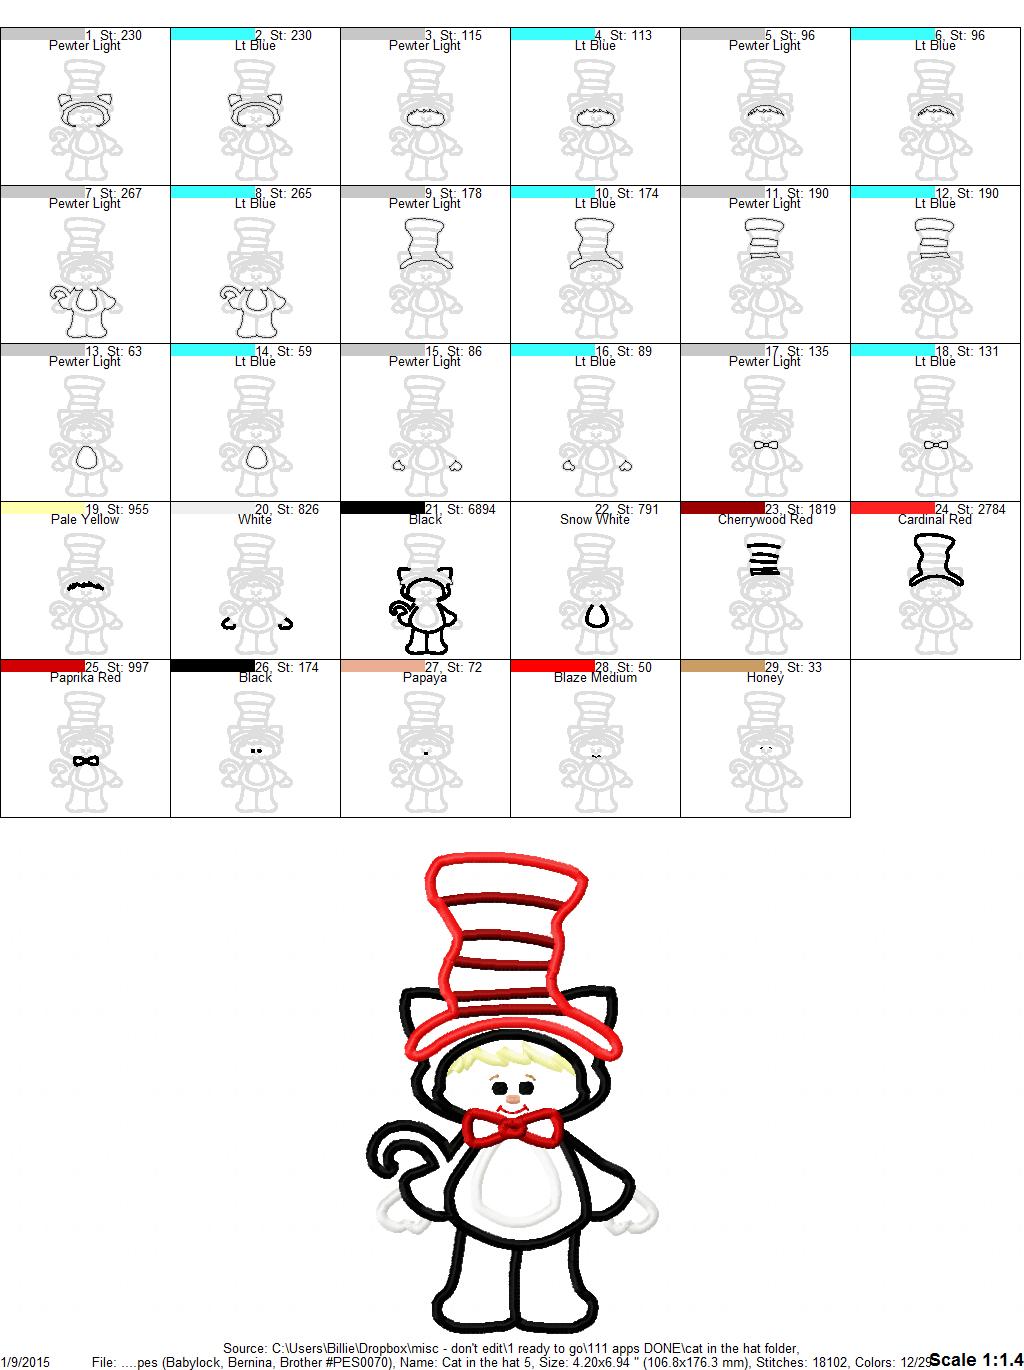 1, St: 230 2, St: 230 3, St: 115 4, St: 113 5, St: 96 6, St: 96
Pewter Light Lt Blue Pewter Light Lt Blue Pewter Light Lt Blue
7, St: 267 8, St: 265 9, St: 178 10, St: 174 11, St: 190 12, St: 190
Pewter Light Lt Blue Pewter Light Lt Blue Pewter Light Lt Blue
13, St: 63 14, St: 59 15, St: 86 16, St: 89 17, St: 135 18, St: 131
Pewter Light Lt Blue Pewter Light Lt Blue Pewter Light Lt Blue
19, St: 955 20, St: 826 21, St: 6894 22, St: 791 23, St: 1819 24, St: 2784
Pale Yellow White Black Snow White Cherrywood Red Cardinal Red
25, St: 997 26, St: 174 27, St: 72 28, St: 50 29, St: 33
Paprika Red Black Papaya Blaze Medium Honey
Source: C:\Users\Billie\Dropbox\misc - don't edit\1 ready to go\111 apps DONE\cat in the hat folder,
1/9/2015 File: ....pes (Babylock, Bernina, Brother #PES0070), Name: Cat in the hat 5, Size: 4.20x6.94 " (106.8x176.3 mm), Stitches: 18102, Colors: 12/29 Scale 1:1.4